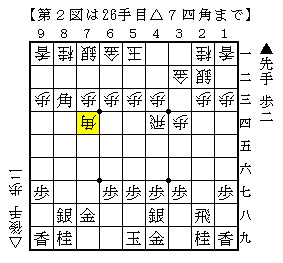 【第２図は26手目△７四角まで】
９ ８ ７ ６ ５ ４ ３ ２ １
香 桂 銀 金 玉 桂 香 一
金 銀 二
歩 角 歩 歩 歩 歩 歩 歩 三
角 飛 歩 四
五
六
歩 歩 歩 歩 歩 歩 七
銀 金 銀 飛 八
香 桂 玉 金 桂 香 九
▲先手 歩二
△後手 歩二